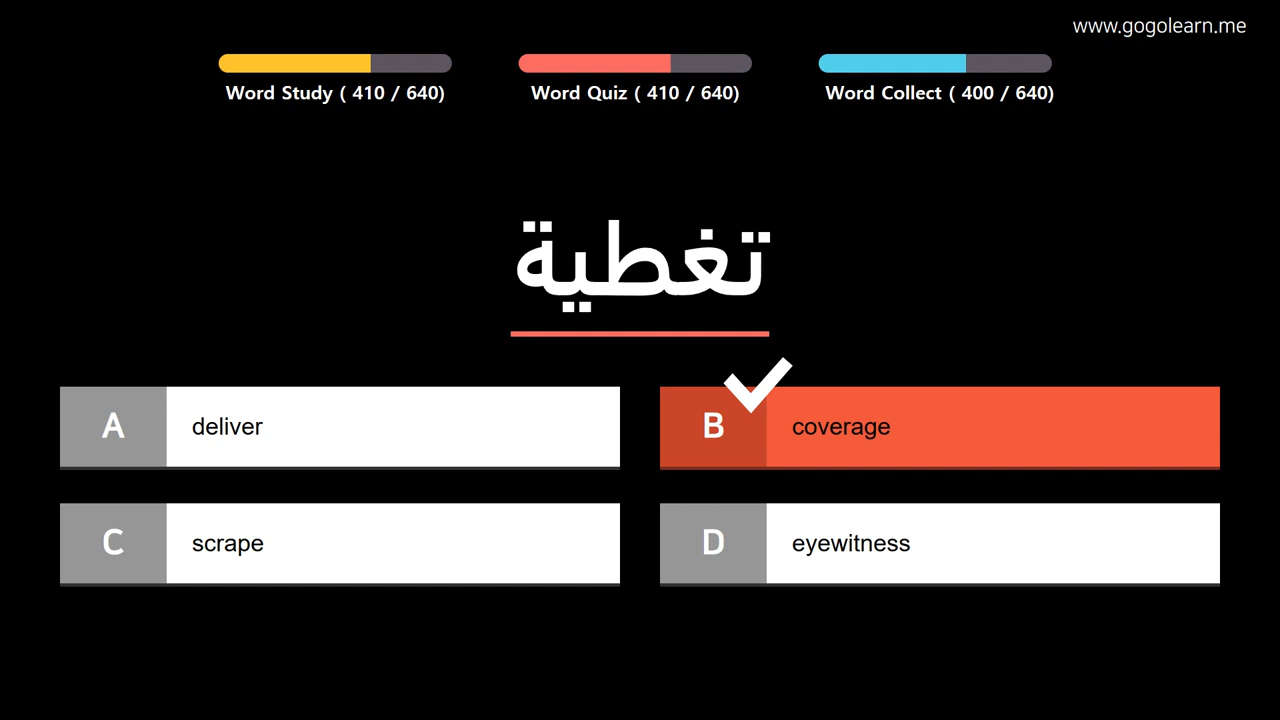 www.gogolearn.me
Word Study ( 410 / 640)
Word Quiz ( 410 / 640)
Word Collect ( 400 / 640)
تغطية
A deliver
B coverage
C scrape
D eyewitness